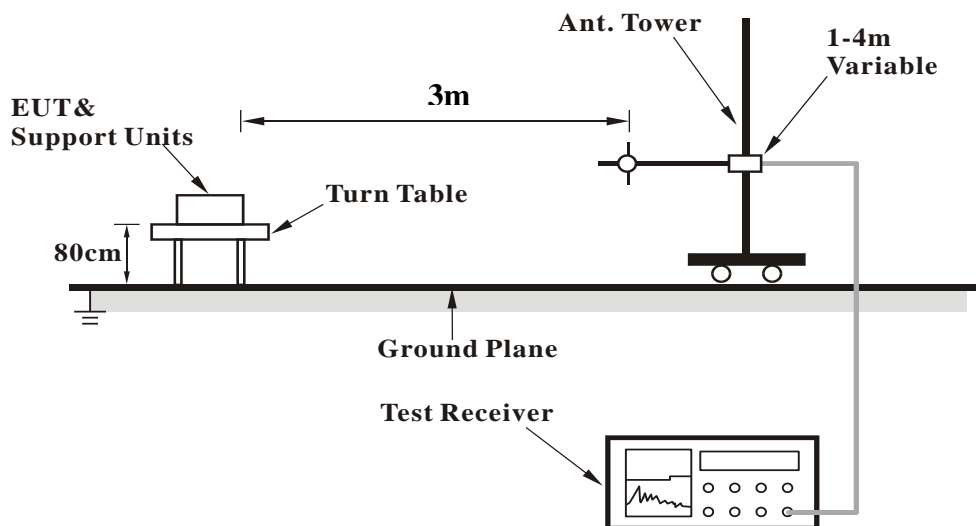 Ant. Tower
1-4m
Variable
3m
EUT&
Support Units
Turn Table
80cm
Ground Plane
Test Receiver